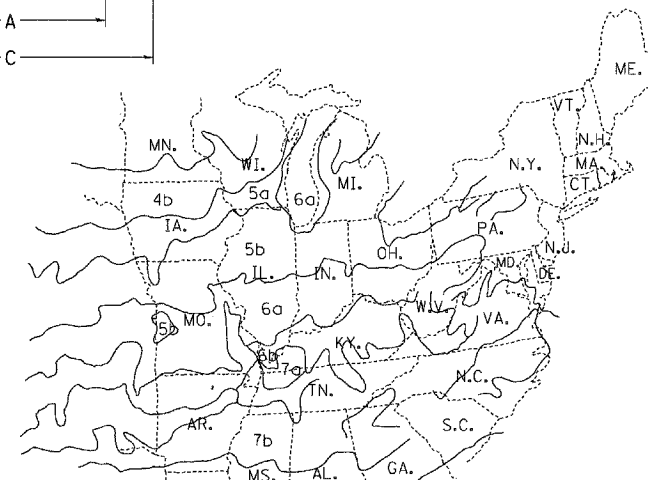 A
C
ME.
VT.
N.H.
MN.
WI.
MI.
N.Y.
MA.
CT.
4b
5a
6a
IA.
PA.
5b
OH.
N.J.
IL.
IN.
MD.
DE.
6a
W.V.
VA.
5b
MO.
KY.
6b
7a
TN.
N.C.
AR.
S.C.
7b
MS.
AL.
GA.